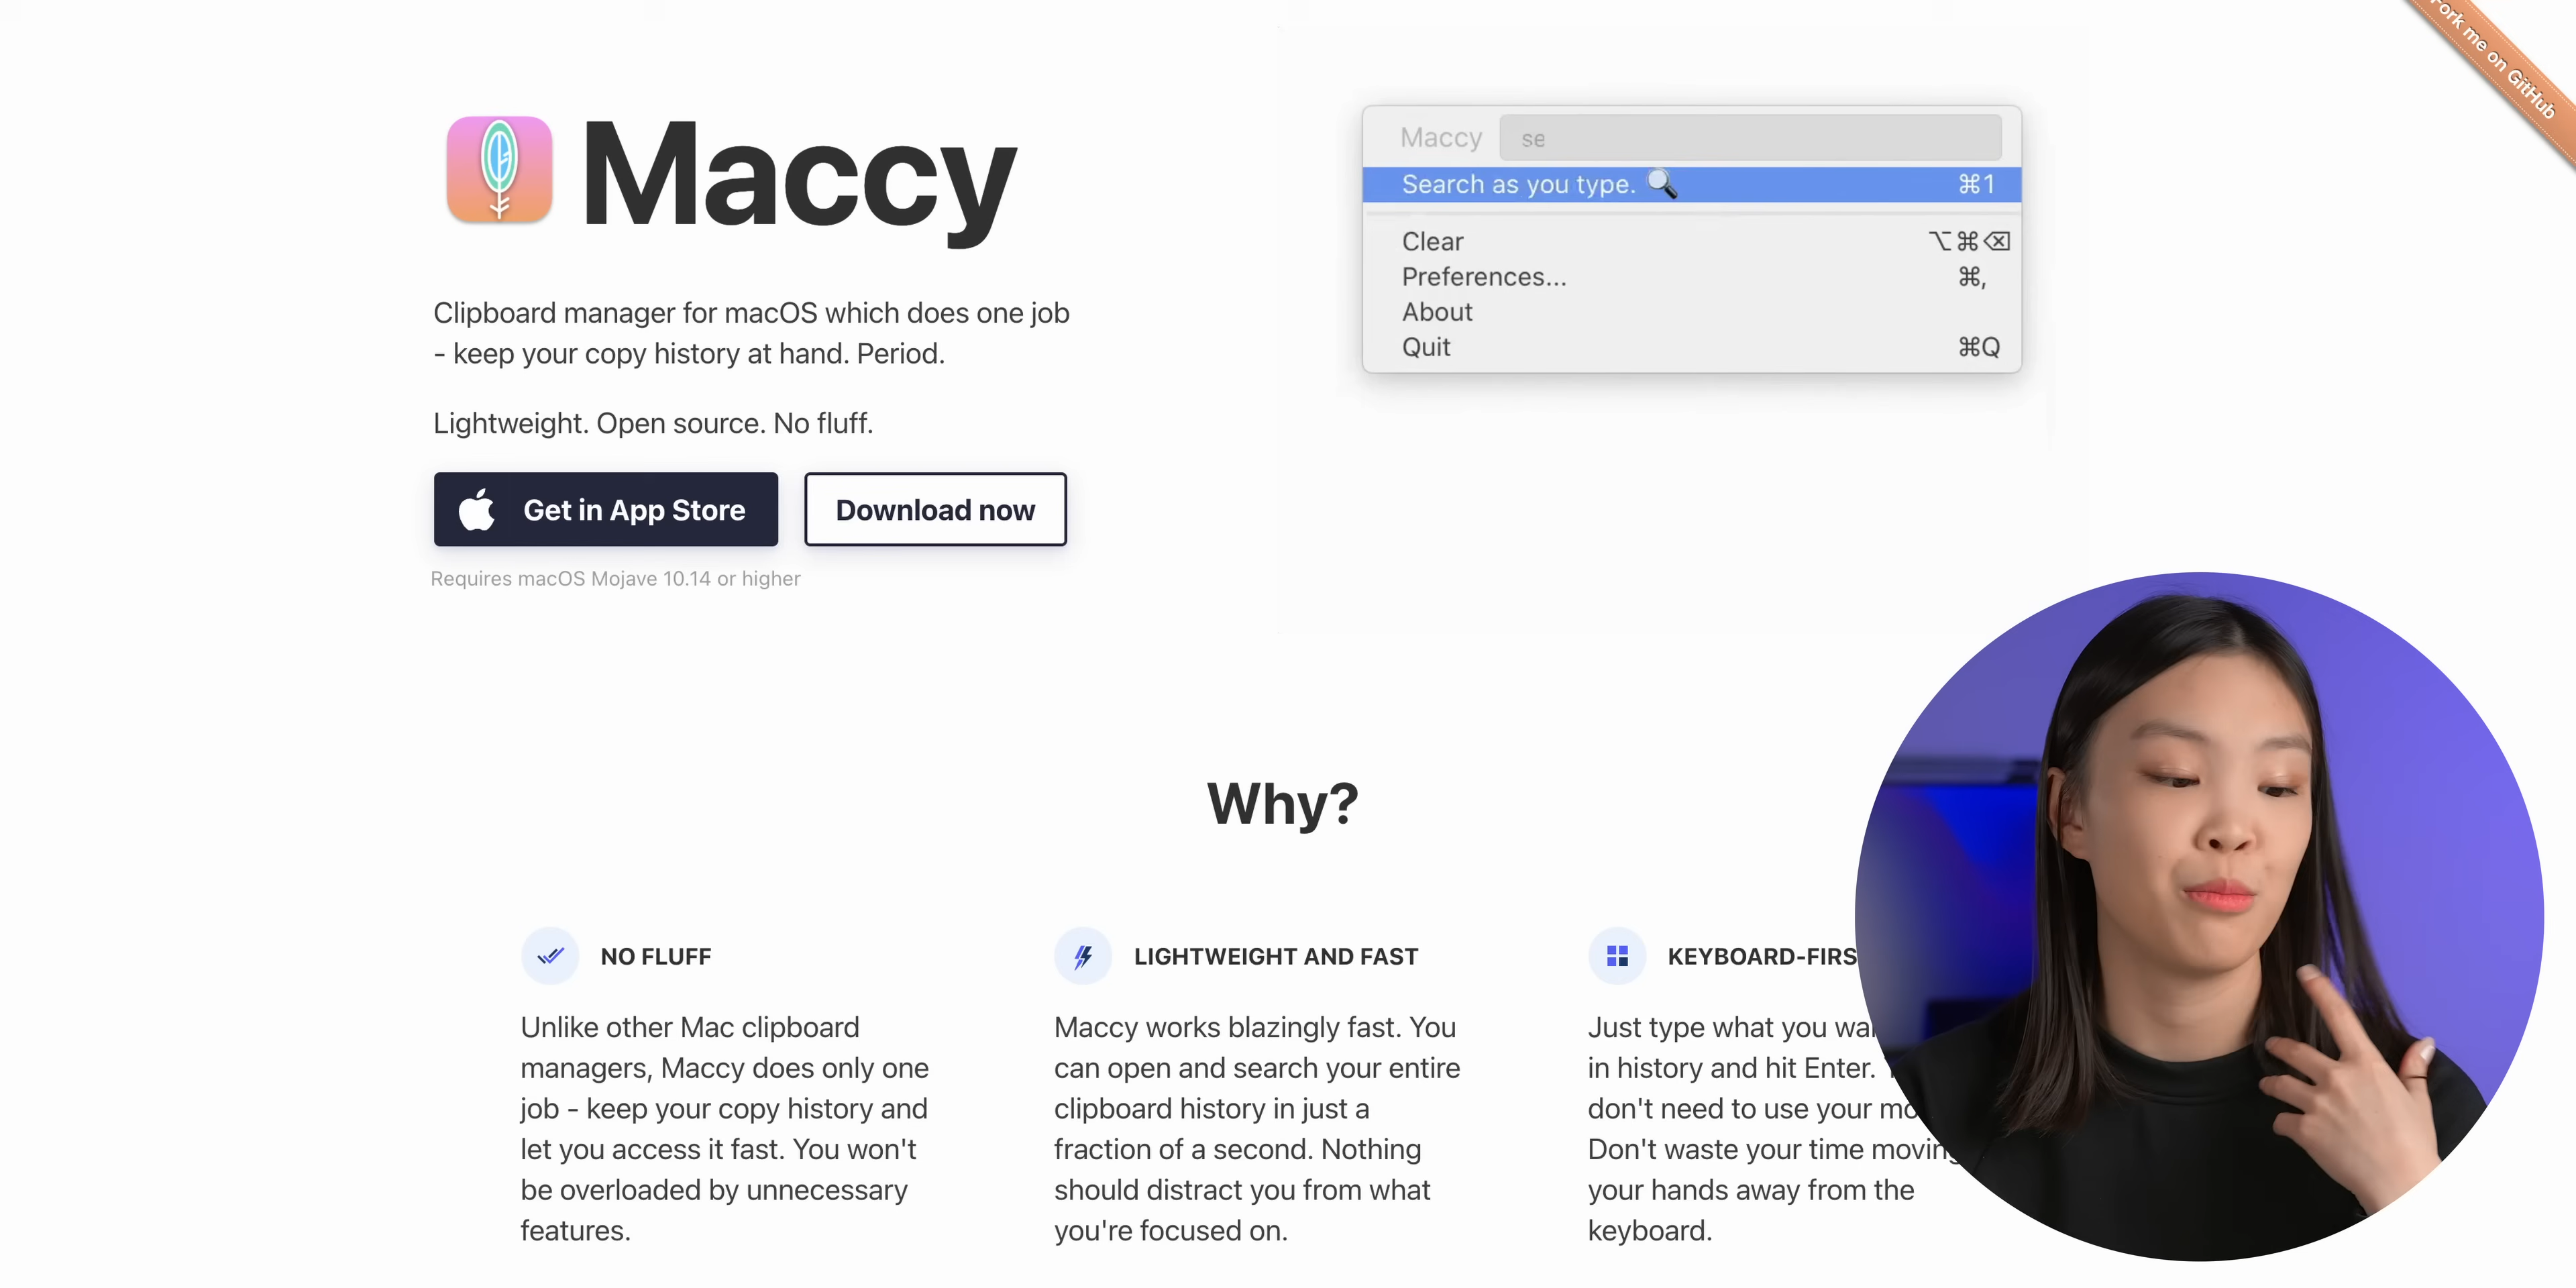 Fork me on GitHub
Maccy
Clipboard manager for macOS which does one job
- keep your copy history at hand. Period.
Lightweight. Open source. No fluff.
Get in App Store
Download now
Requires macOS Mojave 10.14 or higher
Maccy se
Search as you type. 🔍 ⌘1
Clear ⌥⌘⌫
Preferences... ⌘,
About
Quit ⌘Q
Why?
NO FLUFF
Unlike other Mac clipboard
managers, Maccy does only one
job - keep your copy history and
let you access it fast. You won't
be overloaded by unnecessary
features.
LIGHTWEIGHT AND FAST
Maccy works blazingly fast. You
can open and search your entire
clipboard history in just a
fraction of a second. Nothing
should distract you from what
you're focused on.
KEYBOARD-FIRS
Just type what you
in history and hit Enter.
don't need to use your
Don't waste your time moving
your hands away from the
keyboard.